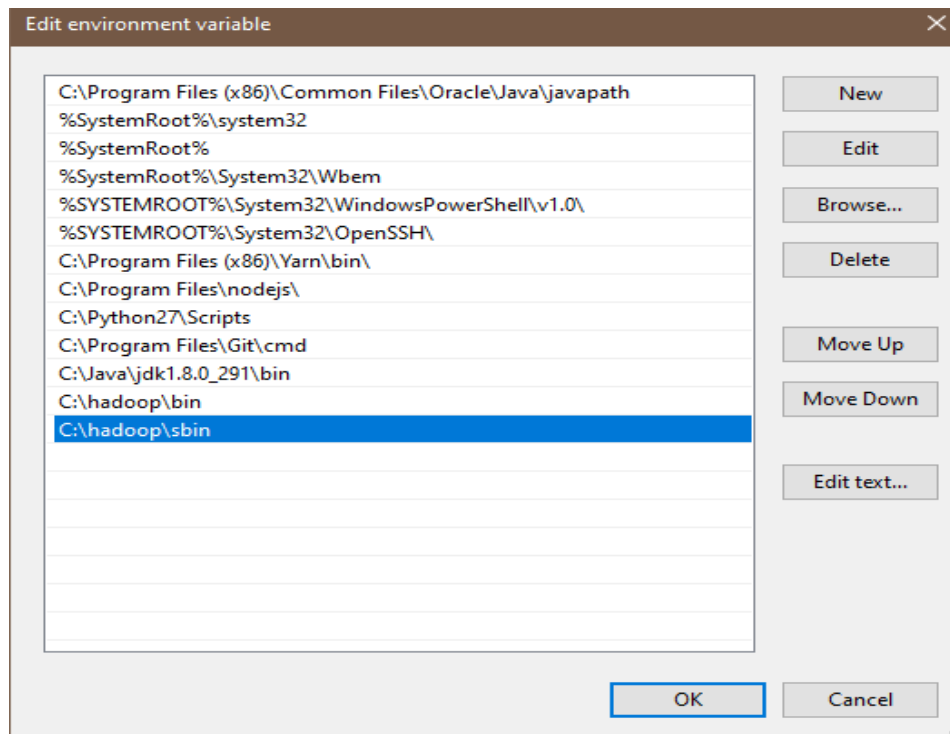 Edit environment variable
C:\Program Files (x86)\Common Files\Oracle\Java\javapath
%SystemRoot%\system32
%SystemRoot%
%SystemRoot%\System32\Wbem
%SYSTEMROOT%\System32\WindowsPowerShell\v1.0\
%SYSTEMROOT%\System32\OpenSSH\
C:\Program Files (x86)\Yarn\bin\
C:\Program Files\nodejs\
C:\Python27\Scripts
C:\Program Files\Git\cmd
C:\Java\jdk1.8.0_291\bin
C:\hadoop\bin
C:\hadoop\sbin
New
Edit
Browse...
Delete
Move Up
Move Down
Edit text...
OK
Cancel